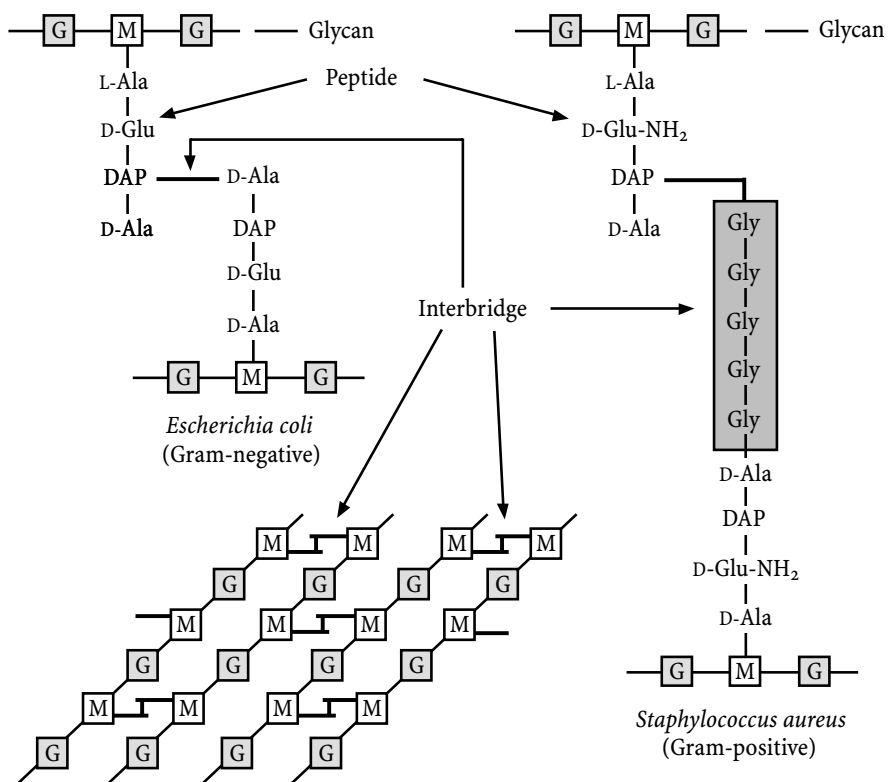 G M G Glycan
L-Ala
D-Glu
DAP D-Ala
D-Ala DAP
D-Glu
D-Ala
G M G
Escherichia coli
(Gram-negative)
Peptide
Interbridge
G M G Glycan
L-Ala
D-Glu-NH₂
DAP
D-Ala
Gly
Gly
Gly
Gly
Gly
D-Ala
DAP
D-Glu-NH₂
D-Ala
G M G
Staphylococcus aureus
(Gram-positive)
M M M M
G G G G
M M M M
G G G G
M M M M
G G G G